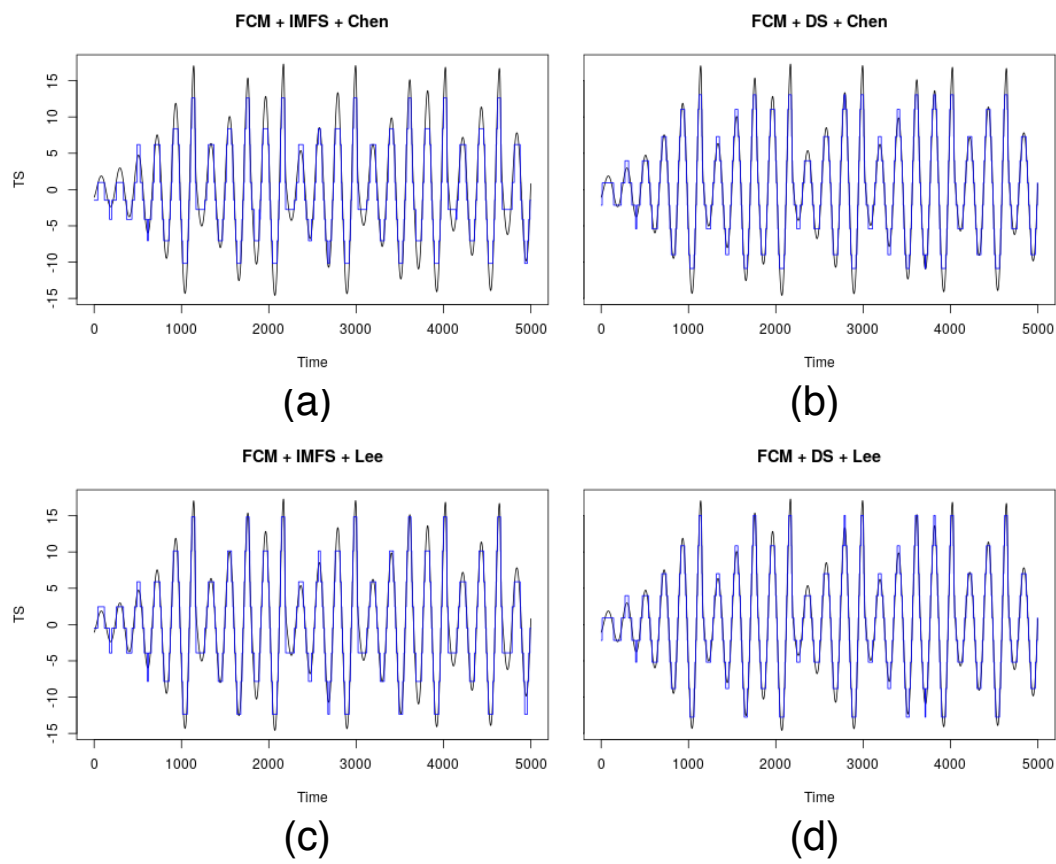 FCM + IMFS + Chen
FCM + DS + Chen
TS
15
10
5
0
-5
-10
-15
0 1000 2000 3000 4000 5000
0 1000 2000 3000 4000 5000
Time
Time
(a)
(b)
FCM + IMFS + Lee
FCM + DS + Lee
TS
15
10
5
0
-5
-10
-15
0 1000 2000 3000 4000 5000
0 1000 2000 3000 4000 5000
Time
Time
(c)
(d)